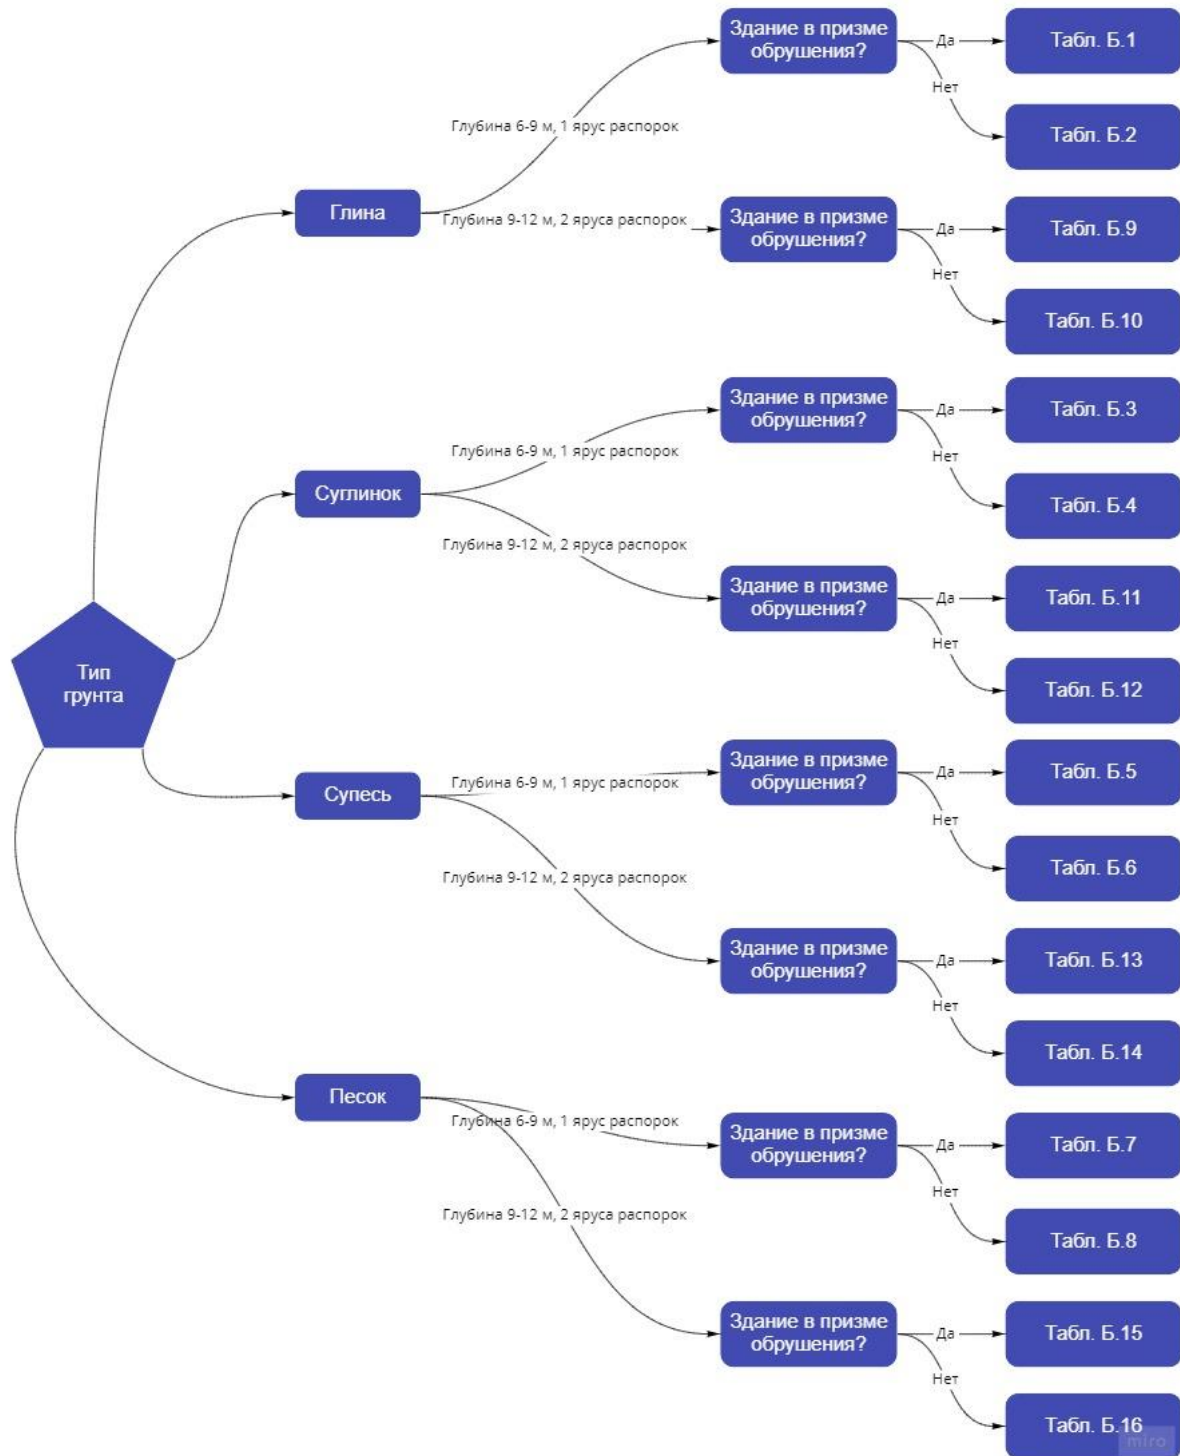 Здание в призме
обрушения?
Да
Табл. Б.1
Нет
Табл. Б.2
Глубина 6-9 м, 1 ярус распорок
Глина
Глубина 9-12 м, 2 яруса распорок
Здание в призме
обрушения?
Да
Табл. Б.9
Нет
Табл. Б.10
Здание в призме
обрушения?
Да
Табл. Б.3
Нет
Табл. Б.4
Глубина 6-9 м, 1 ярус распорок
Суглинок
Глубина 9-12 м, 2 яруса распорок
Здание в призме
обрушения?
Да
Табл. Б.11
Нет
Табл. Б.12
Тип
грунта
Здание в призме
обрушения?
Да
Табл. Б.5
Нет
Табл. Б.6
Глубина 6-9 м, 1 ярус распорок
Супесь
Глубина 9-12 м, 2 яруса распорок
Здание в призме
обрушения?
Да
Табл. Б.13
Нет
Табл. Б.14
Песок
Глубина 6-9 м, 1 ярус распорок
Здание в призме
обрушения?
Да
Табл. Б.7
Нет
Табл. Б.8
Глубина 9-12 м, 2 яруса распорок
Здание в призме
обрушения?
Да
Табл. Б.15
Нет
Табл. Б.16
miro